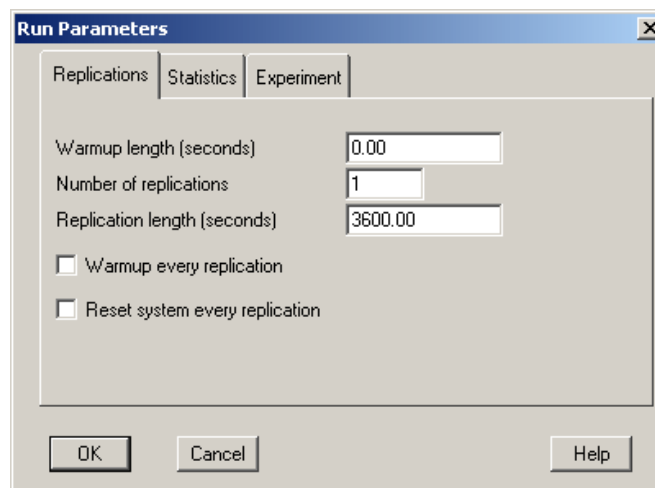 Run Parameters
Replications Statistics Experiment
Warmup length (seconds) 0.00
Number of replications 1
Replication length (seconds) 3600.00
Warmup every replication
Reset system every replication
OK Cancel Help